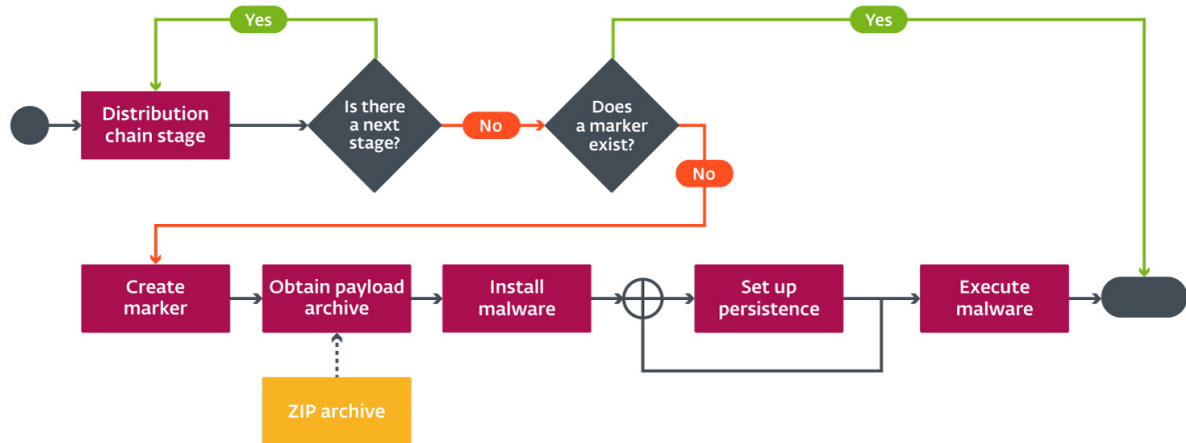 Yes
Yes
Distribution
chain stage
Is there
a next
stage?
No
Does
a marker
exist?
No
Create
marker
Obtain payload
archive
Install
malware
Set up
persistence
Execute
malware
ZIP archive